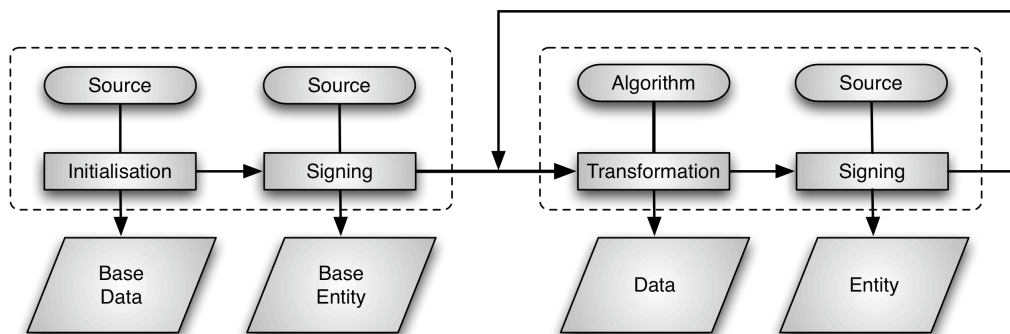 Source
Source
Algorithm
Source
Initialisation
Signing
Transformation
Signing
Base
Data
Base
Entity
Data
Entity